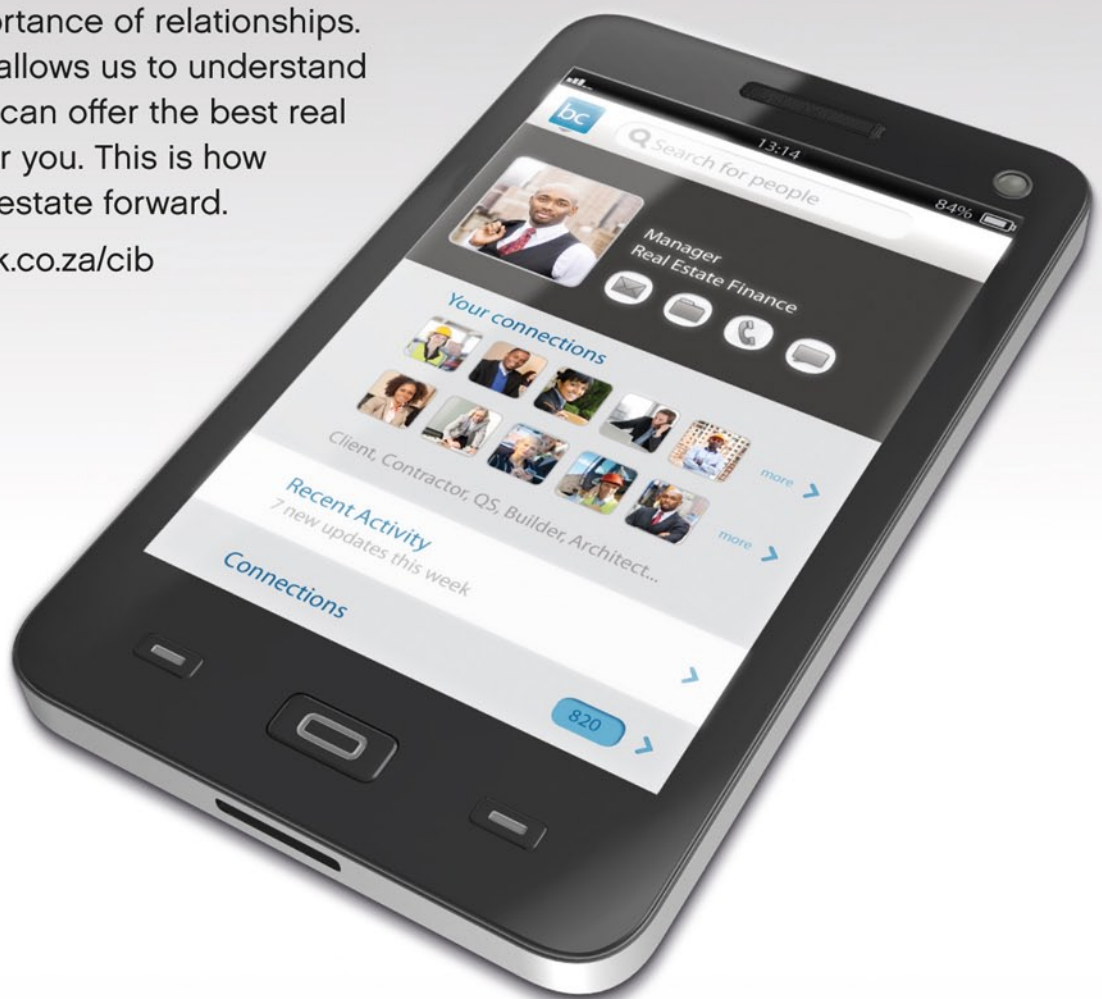 ortance of relationships.
allows us to understand
can offer the best real
r you. This is how
estate forward.
k.co.za/cib
13:14
84%
bc
Search for people
Manager
Real Estate Finance
Your connections
more
more
Client, Contractor, QS, Builder, Architect...
Recent Activity
7 new updates this week
Connections
820